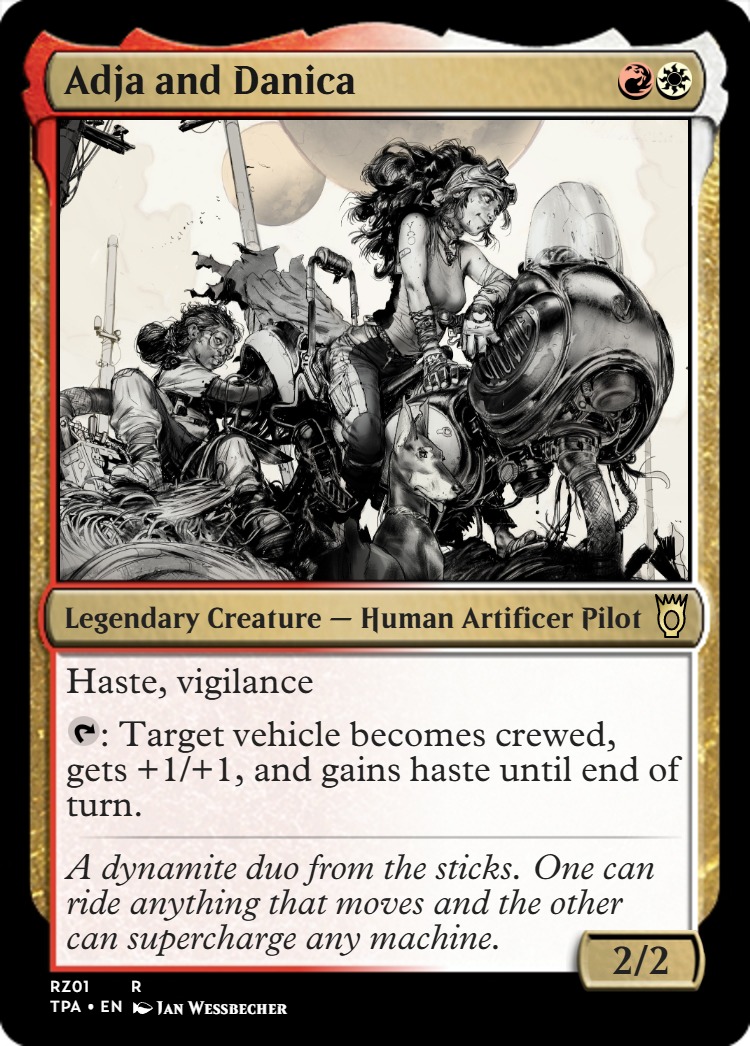 Adja and Danica
Legendary Creature — Human Artificer Pilot
Haste, vigilance
: Target vehicle becomes crewed,
gets +1/+1, and gains haste until end of
turn.
A dynamite duo from the sticks. One can
ride anything that moves and the other
can supercharge any machine.
2/2
RZ01 R
TPA • EN Jan Wessbecher